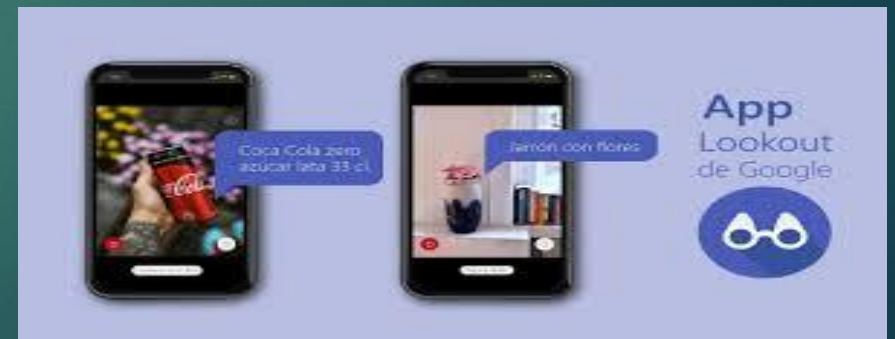 Coca Cola zero
azúcar lata 33 cl
Jarrón con flores
App
Lookout
de Google